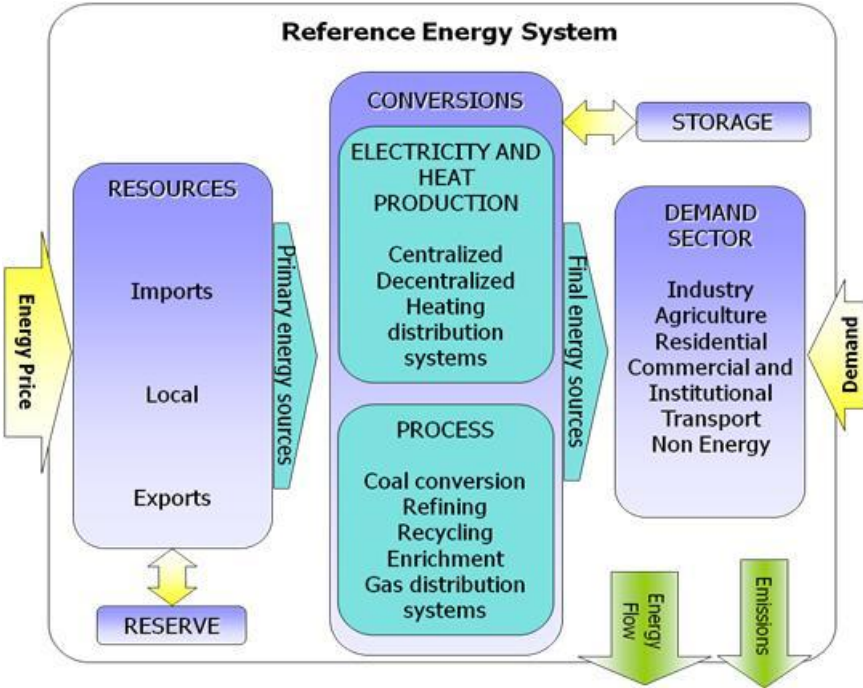 Reference Energy System
Energy Price
RESOURCES
Imports
Local
Exports
RESERVE
Primary energy sources
CONVERSIONS
ELECTRICITY AND
HEAT
PRODUCTION
Centralized
Decentralized
Heating
distribution
systems
PROCESS
Coal conversion
Refining
Recycling
Enrichment
Gas distribution
systems
Final energy sources
STORAGE
DEMAND
SECTOR
Industry
Agriculture
Residential
Commercial and
Institutional
Transport
Non Energy
Demand
Energy
Flow
Emissions